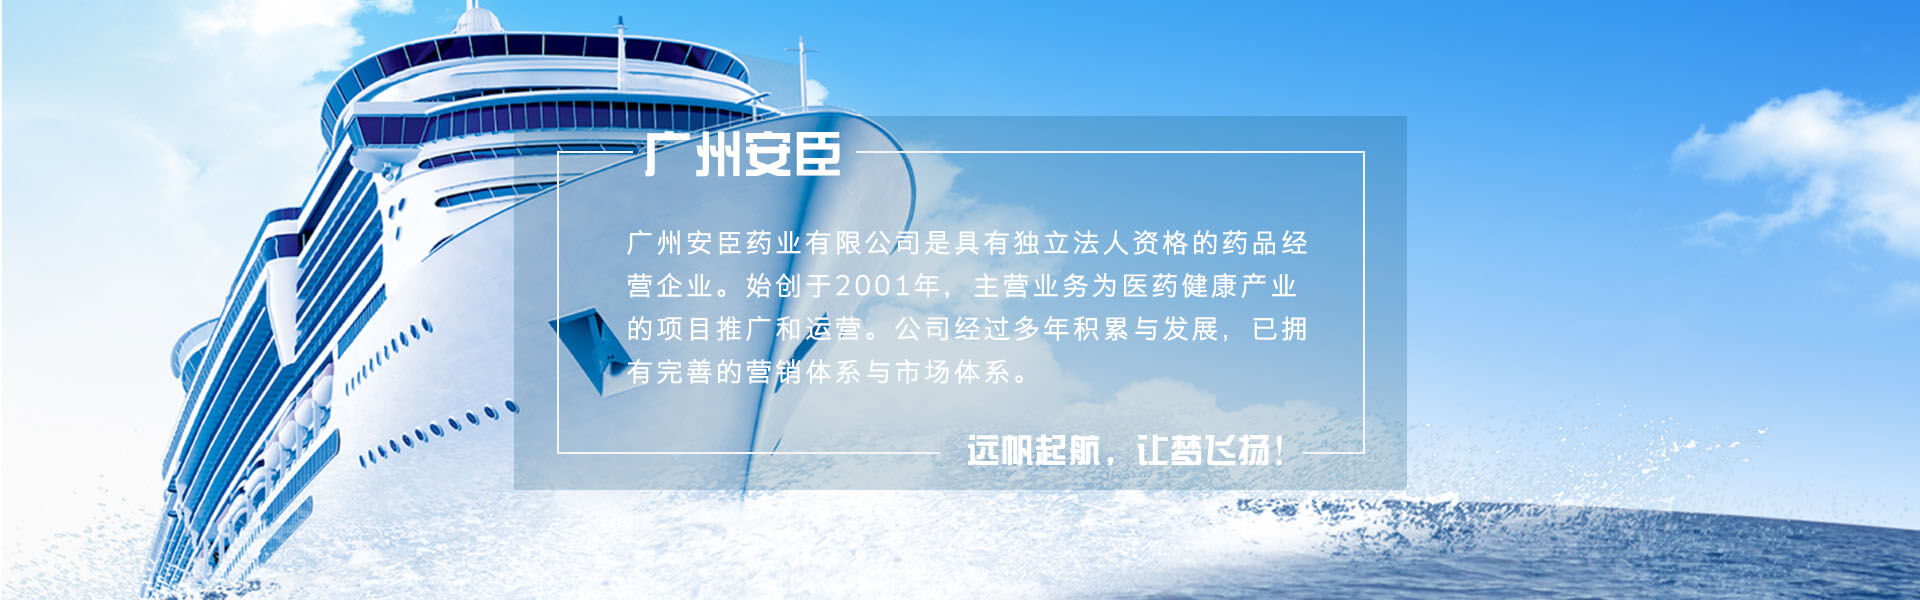 广州安臣
广州安臣药业有限公司是具有独立法人资格的药品经
营企业。始创于2001年，主营业务为医药健康产业
的项目推广和运营。公司经过多年积累与发展，已拥
有完善的营销体系与市场体系。
远帆起航，让梦飞扬！